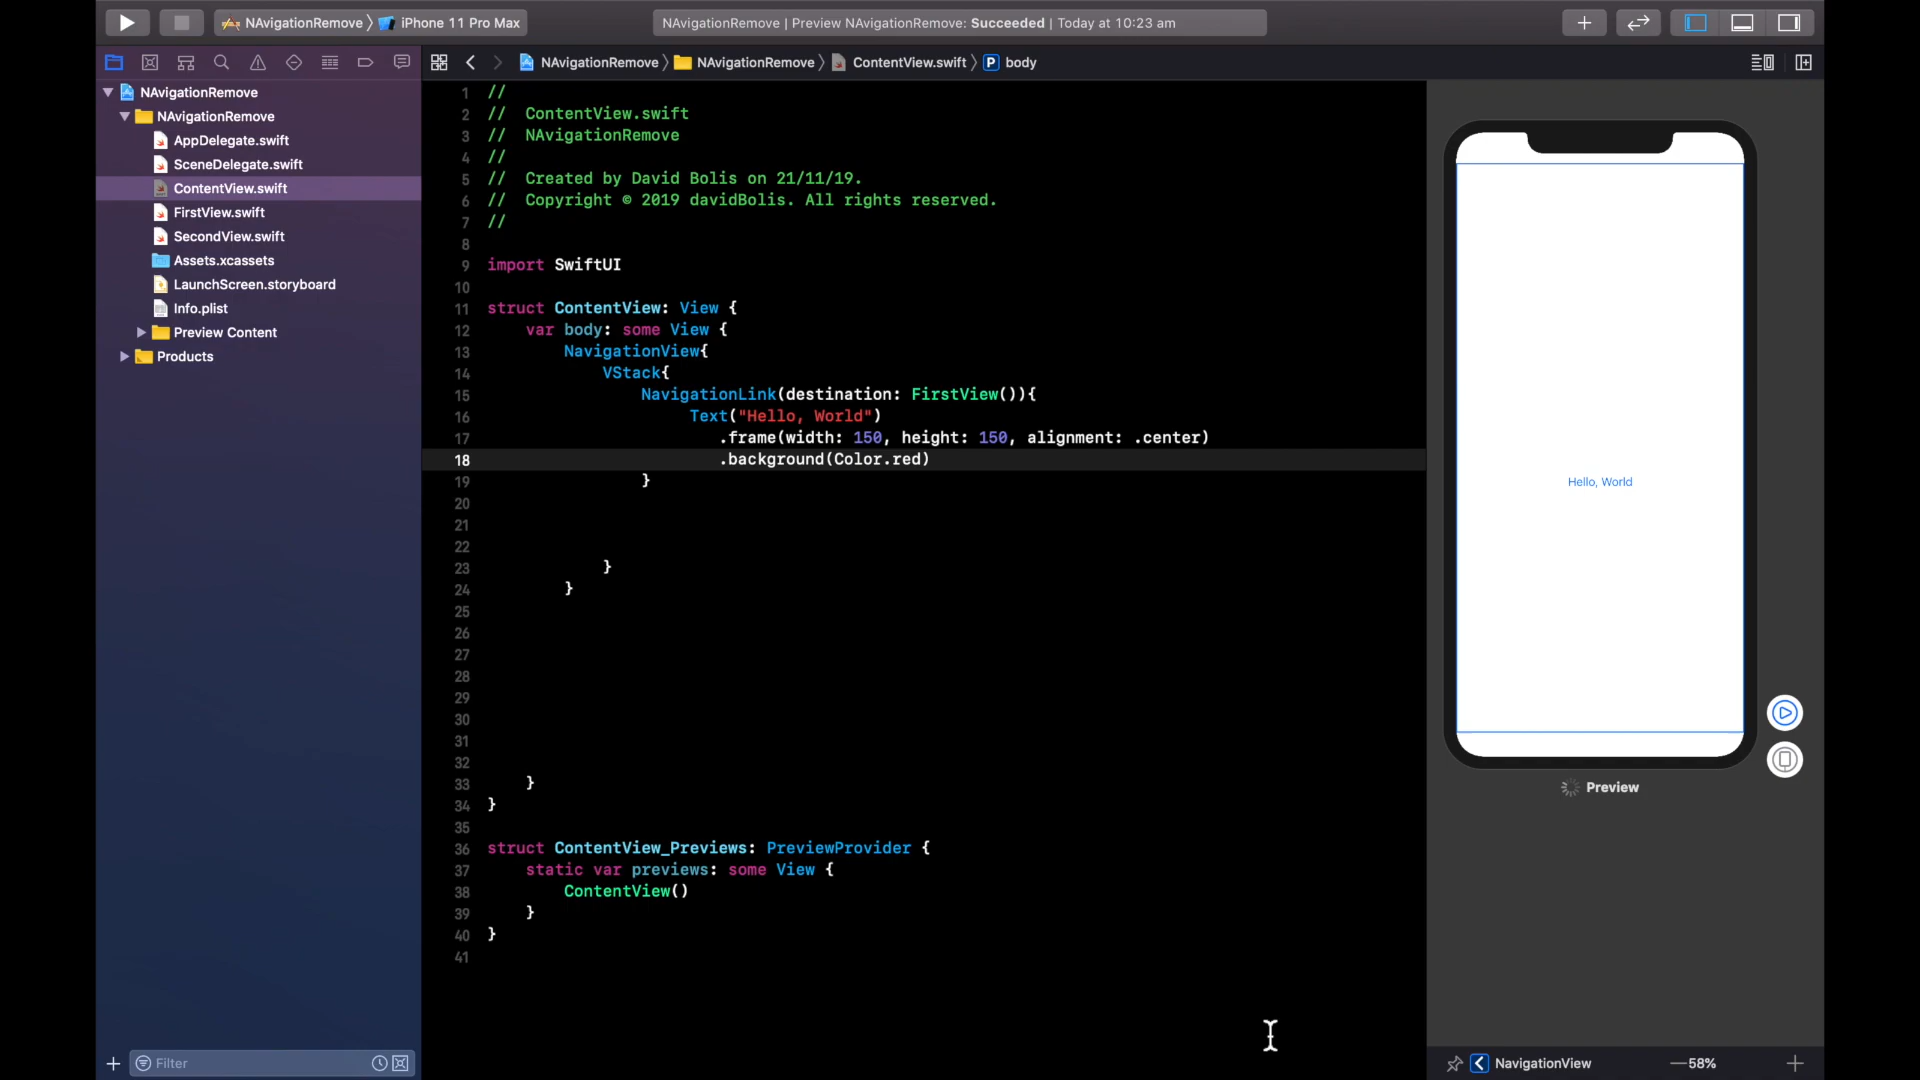 NAvigationRemove
iPhone 11 Pro Max
NAvigationRemove | Preview NAvigationRemove: Succeeded | Today at 10:23 am
NAvigationRemove
NAvigationRemove
ContentView.swift
P body
NAvigationRemove
NAvigationRemove
AppDelegate.swift
SceneDelegate.swift
ContentView.swift
FirstView.swift
SecondView.swift
Assets.xcassets
LaunchScreen.storyboard
Info.plist
Preview Content
Products
Filter
1 //
2 //  ContentView.swift
3 //  NAvigationRemove
4 //
5 //  Created by David Bolis on 21/11/19.
6 //  Copyright © 2019 davidBolis. All rights reserved.
7 //
8
9 import SwiftUI
10
11 struct ContentView: View {
12     var body: some View {
13         NavigationView{
14             VStack{
15                 NavigationLink(destination: FirstView()){
16                     Text("Hello, World")
17                        .frame(width: 150, height: 150, alignment: .center)
18                        .background(Color.red)
19                 }
20
21
22
23             }
24         }
25
26
27
28
29
30
31
32
33     }
34 }
35
36 struct ContentView_Previews: PreviewProvider {
37     static var previews: some View {
38         ContentView()
39     }
40 }
41
Hello, World
Preview
NavigationView
58%